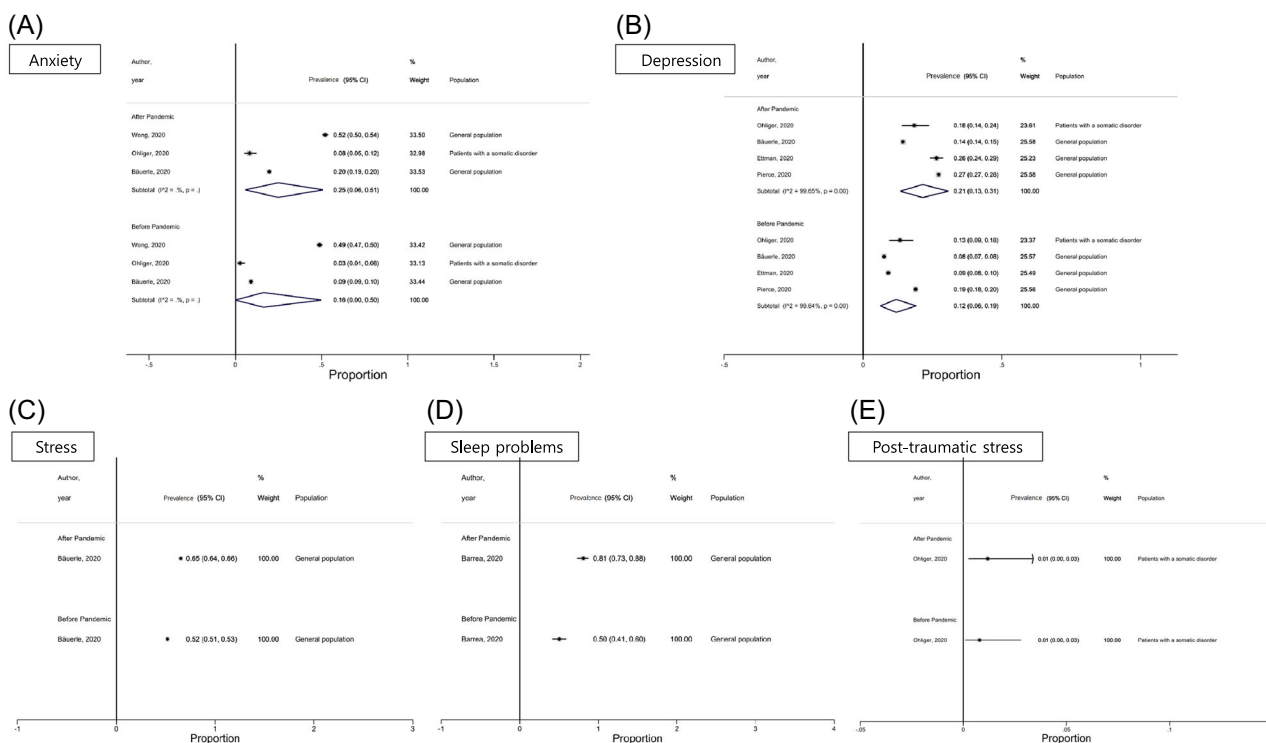 (A)
Anxiety
Author,
year
Prevalence (95% CI)
%
Weight
Population
After Pandemic
Wong, 2020 0.52 (0.50, 0.54) 33.50 General population
Ohliger, 2020 0.08 (0.05, 0.12) 32.98 Patients with a somatic disorder
Bäuerle, 2020 0.20 (0.19, 0.20) 33.53 General population
Subtotal (I^2 = .%, p = .) 0.25 (0.06, 0.51) 100.00
Before Pandemic
Wong, 2020 0.49 (0.47, 0.50) 33.42 General population
Ohliger, 2020 0.03 (0.01, 0.06) 33.13 Patients with a somatic disorder
Bäuerle, 2020 0.09 (0.09, 0.10) 33.44 General population
Subtotal (I^2 = .%, p = .) 0.16 (0.00, 0.50) 100.00
-.5 0 .5 1 1.5 2
Proportion
(B)
Depression
Author,
year
Prevalence (95% CI)
%
Weight
Population
After Pandemic
Ohliger, 2020 0.18 (0.14, 0.24) 23.61 Patients with a somatic disorder
Bäuerle, 2020 0.14 (0.14, 0.15) 25.58 General population
Ettman, 2020 0.26 (0.24, 0.29) 25.23 General population
Pierce, 2020 0.27 (0.27, 0.28) 25.58 General population
Subtotal (I^2 = 99.65%, p = 0.00) 0.21 (0.13, 0.31) 100.00
Before Pandemic
Ohliger, 2020 0.13 (0.09, 0.18) 23.37 Patients with a somatic disorder
Bäuerle, 2020 0.08 (0.07, 0.08) 25.57 General population
Ettman, 2020 0.09 (0.08, 0.10) 25.49 General population
Pierce, 2020 0.19 (0.18, 0.20) 25.56 General population
Subtotal (I^2 = 99.64%, p = 0.00) 0.12 (0.06, 0.19) 100.00
-.5 0 .5 1
Proportion
(C)
Stress
Author,
year
Prevalence (95% CI)
%
Weight
Population
After Pandemic
Bäuerle, 2020 0.65 (0.64, 0.66) 100.00 General population
Before Pandemic
Bäuerle, 2020 0.52 (0.51, 0.53) 100.00 General population
-1 0 1 2 3
Proportion
(D)
Sleep problems
Author,
year
Prevalence (95% CI)
%
Weight
Population
After Pandemic
Barrea, 2020 0.81 (0.73, 0.88) 100.00 General population
Before Pandemic
Barrea, 2020 0.50 (0.41, 0.60) 100.00 General population
-1 0 1 2 3 4
Proportion
(E)
Post-traumatic stress
Author,
year
Prevalence (95% CI)
%
Weight
Population
After Pandemic
Ohliger, 2020 0.01 (0.00, 0.03) 100.00 Patients with a somatic disorder
Before Pandemic
Ohliger, 2020 0.01 (0.00, 0.03) 100.00 Patients with a somatic disorder
0 .05 .1
Proportion